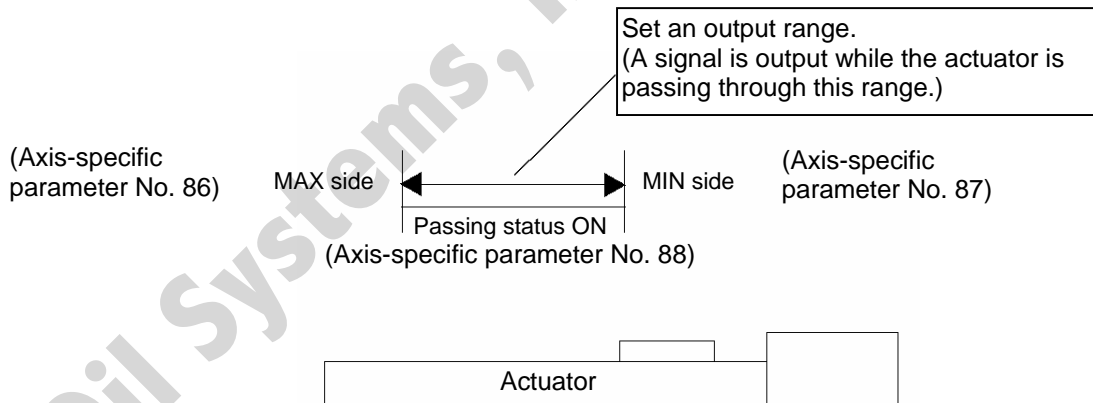 Set an output range.
(A signal is output while the actuator is
passing through this range.)
(Axis-specific
parameter No. 86)
MAX side
MIN side
(Axis-specific
parameter No. 87)
Passing status ON
(Axis-specific parameter No. 88)
Actuator
Oil Systems,